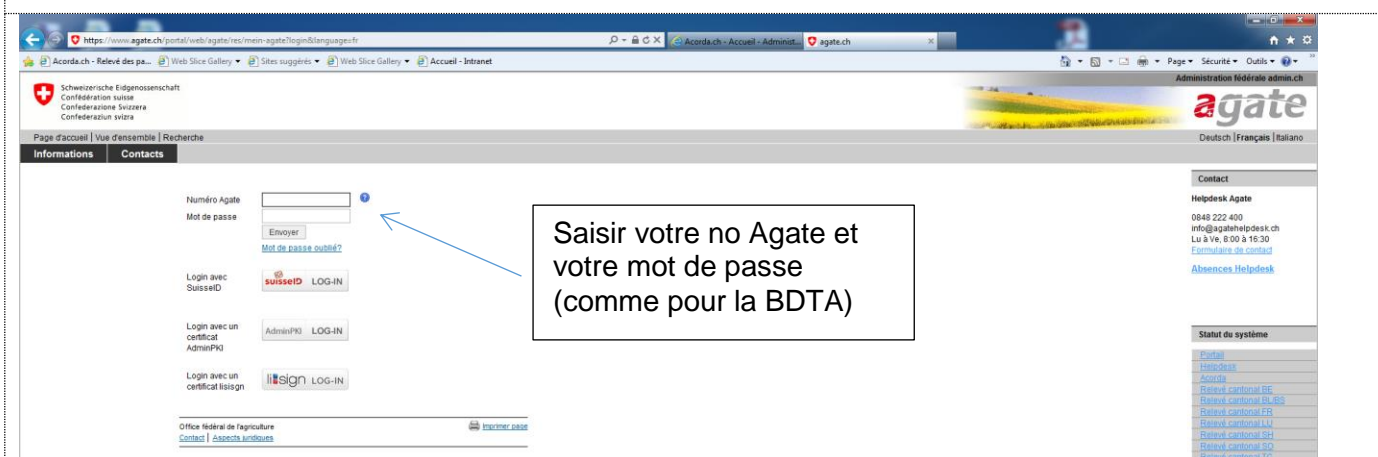 https://www.agate.ch/portal/web/agate/res/mein-agate?login&language=fr
Acorda.ch - Accueil - Administ...
agate.ch
Acorda.ch - Relevé des pa...
Web Slice Gallery
Sites suggérés
Web Slice Gallery
Accueil - Intranet
Page
Sécurité
Outils
Administration fédérale admin.ch
Schweizerische Eidgenossenschaft
Confédération suisse
Confederazione Svizzera
Confederaziun svizra
agate
Page d'accueil | Vue d'ensemble | Recherche
Deutsch | Français | Italiano
Informations
Contacts
Numéro Agate
Mot de passe
Envoyer
Mot de passe oublié?
Login avec
SuisseID
suisseID LOG-IN
Login avec un
certificat
AdminPKI
AdminPKI LOG-IN
Login avec un
certificat lisisgn
lisign LOG-IN
Saisir votre no Agate et
votre mot de passe
(comme pour la BDTA)
Office fédéral de l'agriculture
Imprimer page
Contact | Aspects juridiques
Contact
Helpdesk Agate
0848 222 400
info@agatehelpdesk.ch
Lu à Ve, 8:00 à 16:30
Formulaire de contact
Absences Helpdesk
Statut du système
Portail
Helpdesk
Acorda
Relevé cantonal BE
Relevé cantonal BL/BS
Relevé cantonal FR
Relevé cantonal LU
Relevé cantonal SH
Relevé cantonal SO
Relevé cantonal TG